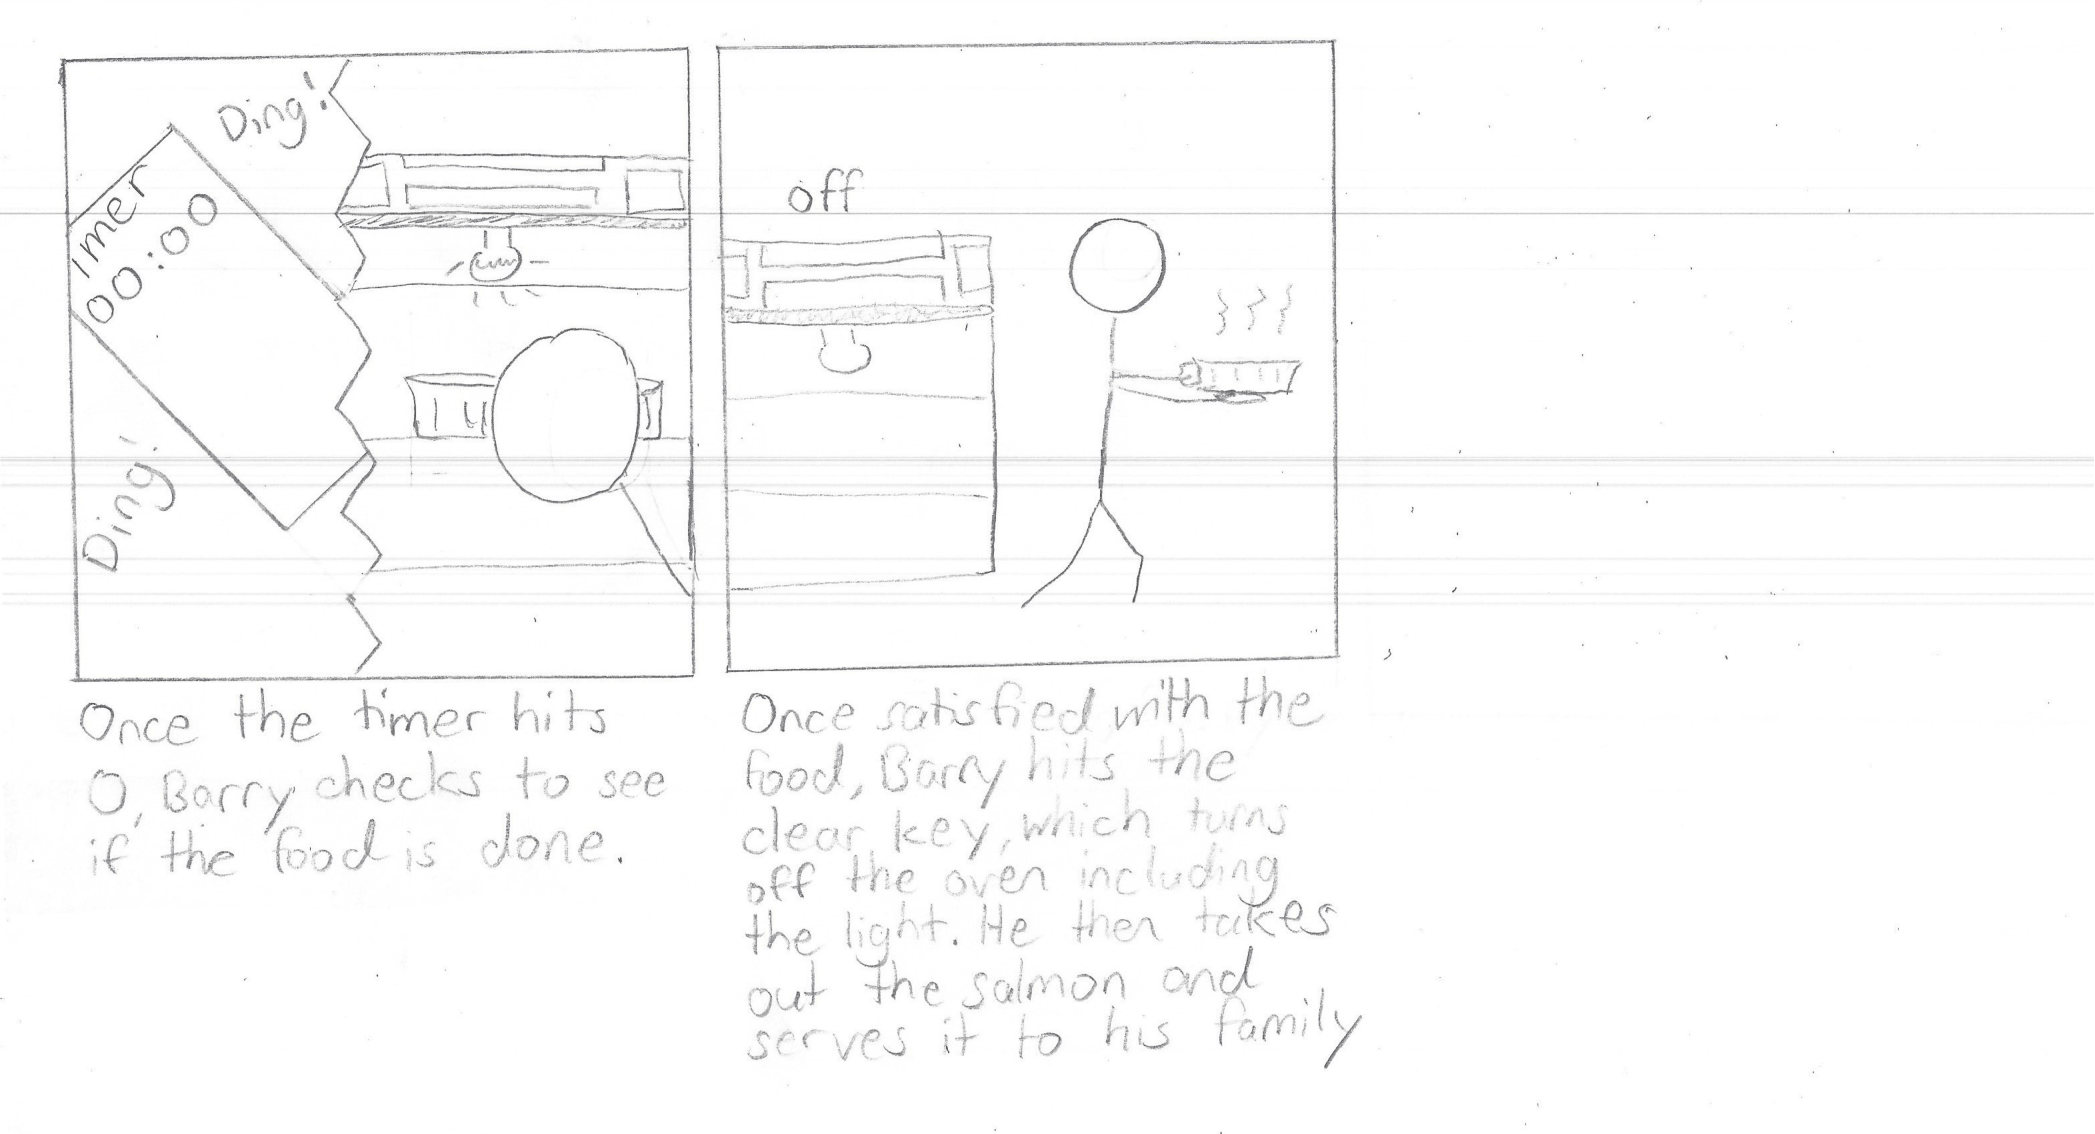 Ding!
imer
00:00
Ding!
Once the timer hits
0, Barry checks to see
if the food is done.
off
Once satisfied with the
food, Barry hits the
clear key, which turns
off the oven including
the light. He then takes
out the salmon and
serves it to his family